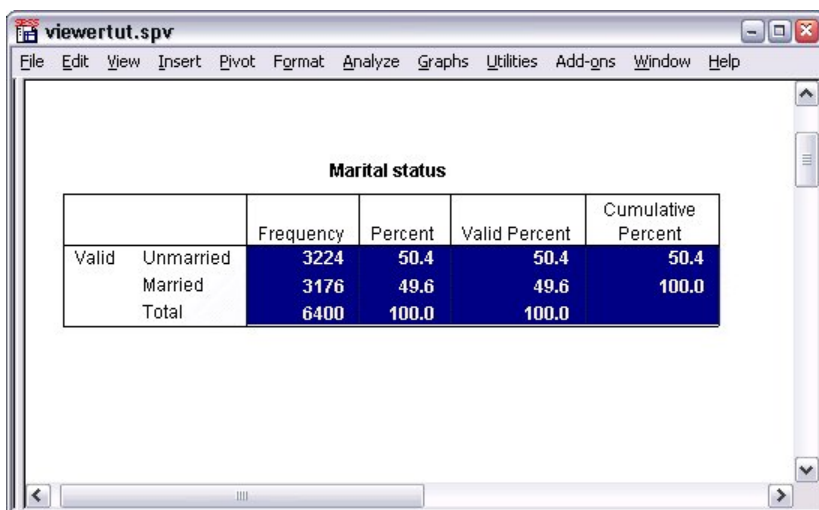 SPSS viewertut.spv
File Edit View Insert Pivot Format Analyze Graphs Utilities Add-ons Window Help
Marital status
Frequency Percent Valid Percent Cumulative Percent
Valid Unmarried 3224 50.4 50.4 50.4
Married 3176 49.6 49.6 100.0
Total 6400 100.0 100.0